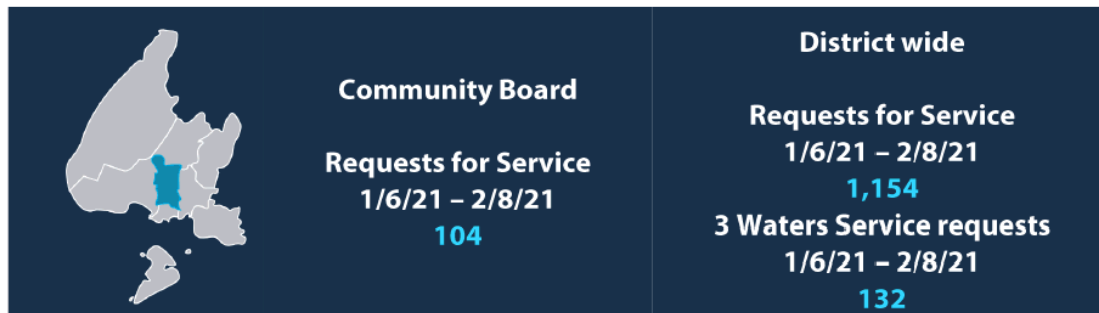 Community Board
Requests for Service
1/6/21 – 2/8/21
104
District wide
Requests for Service
1/6/21 – 2/8/21
1,154
3 Waters Service requests
1/6/21 – 2/8/21
132